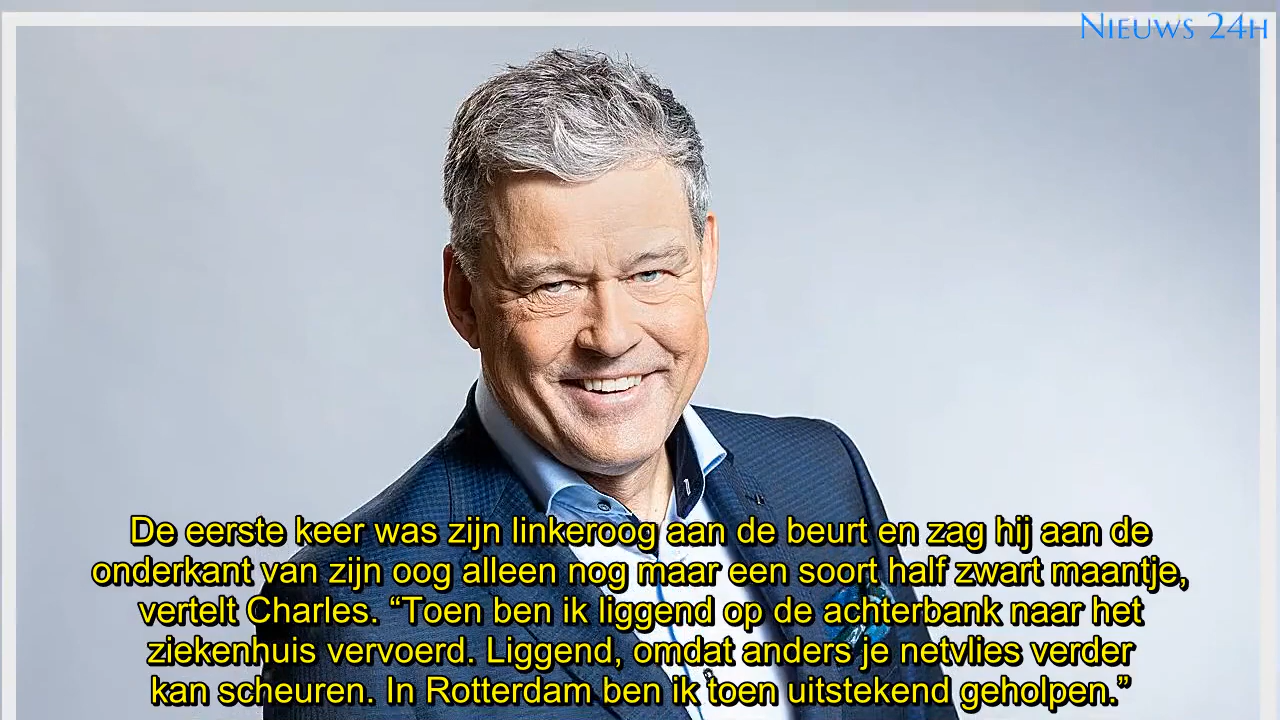 Nieuws 24h
De eerste keer was zijn linkeroog aan de beurt en zag hij aan de
onderkant van zijn oog alleen nog maar een soort half zwart maantje,
vertelt Charles. “Toen ben ik liggend op de achterbank naar het
ziekenhuis vervoerd. Liggend, omdat anders je netvlies verder
kan scheuren. In Rotterdam ben ik toen uitstekend geholpen.”